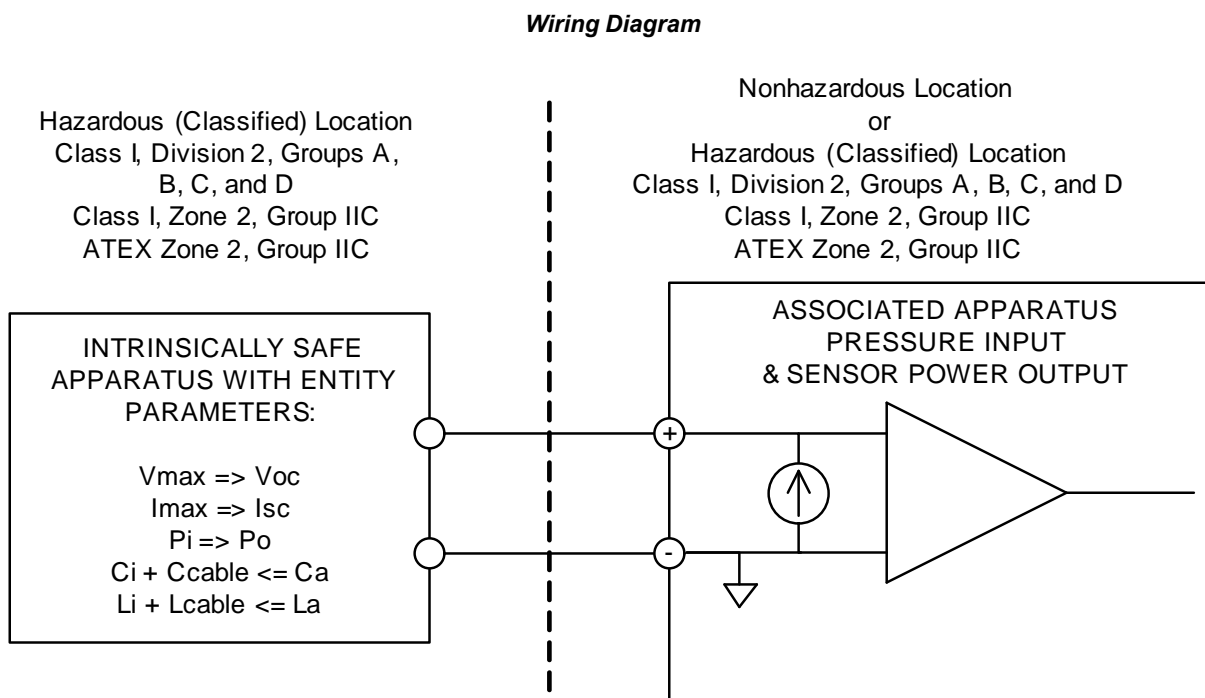 Wiring Diagram
Hazardous (Classified) Location
Class I, Division 2, Groups A,
B, C, and D
Class I, Zone 2, Group IIC
ATEX Zone 2, Group IIC
Nonhazardous Location
or
Hazardous (Classified) Location
Class I, Division 2, Groups A, B, C, and D
Class I, Zone 2, Group IIC
ATEX Zone 2, Group IIC
INTRINSICALLY SAFE
APPARATUS WITH ENTITY
PARAMETERS:
Vmax => Voc
Imax => Isc
Pi => Po
Ci + Ccable <= Ca
Li + Lcable <= La
ASSOCIATED APPARATUS
PRESSURE INPUT
& SENSOR POWER OUTPUT
+
-